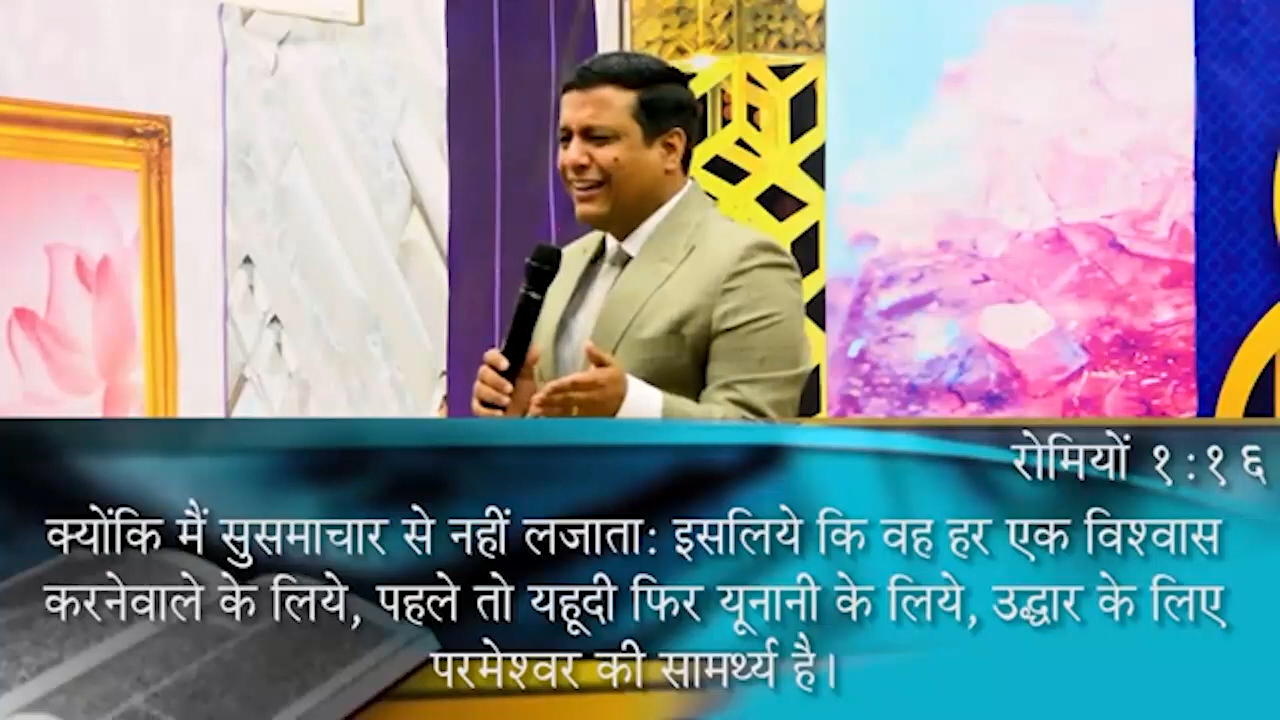 रोमियों १:१६
क्योंकि मैं सुसमाचार से नहीं लजाता: इसलिये कि वह हर एक विश्वास
करनेवाले के लिये, पहले तो यहूदी फिर यूनानी के लिये, उद्धार के लिए
परमेश्वर की सामर्थ्य है।